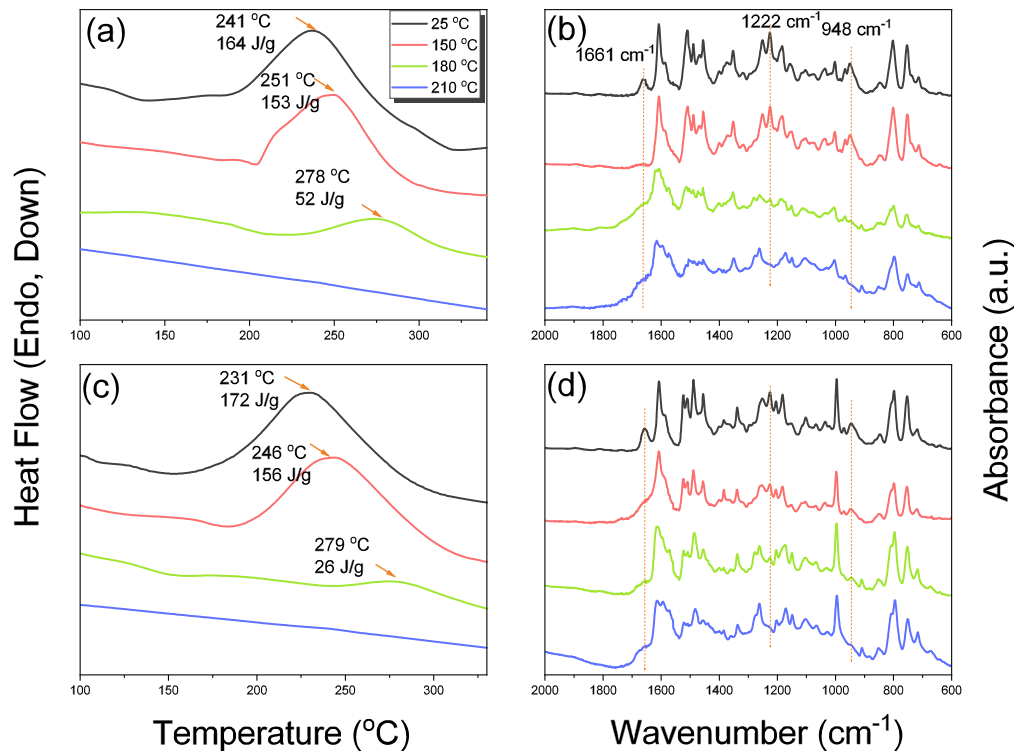 (a)
241 °C
164 J/g
251 °C
153 J/g
278 °C
52 J/g
25 °C
150 °C
180 °C
210 °C
100 150 200 250 300
(b)
1661 cm-1
1222 cm-1
948 cm-1
2000 1800 1600 1400 1200 1000 800 600
(c)
231 °C
172 J/g
246 °C
156 J/g
279 °C
26 J/g
100 150 200 250 300
(d)
2000 1800 1600 1400 1200 1000 800 600
Heat Flow (Endo, Down)
Absorbance (a.u.)
Temperature (°C)
Wavenumber (cm-1)